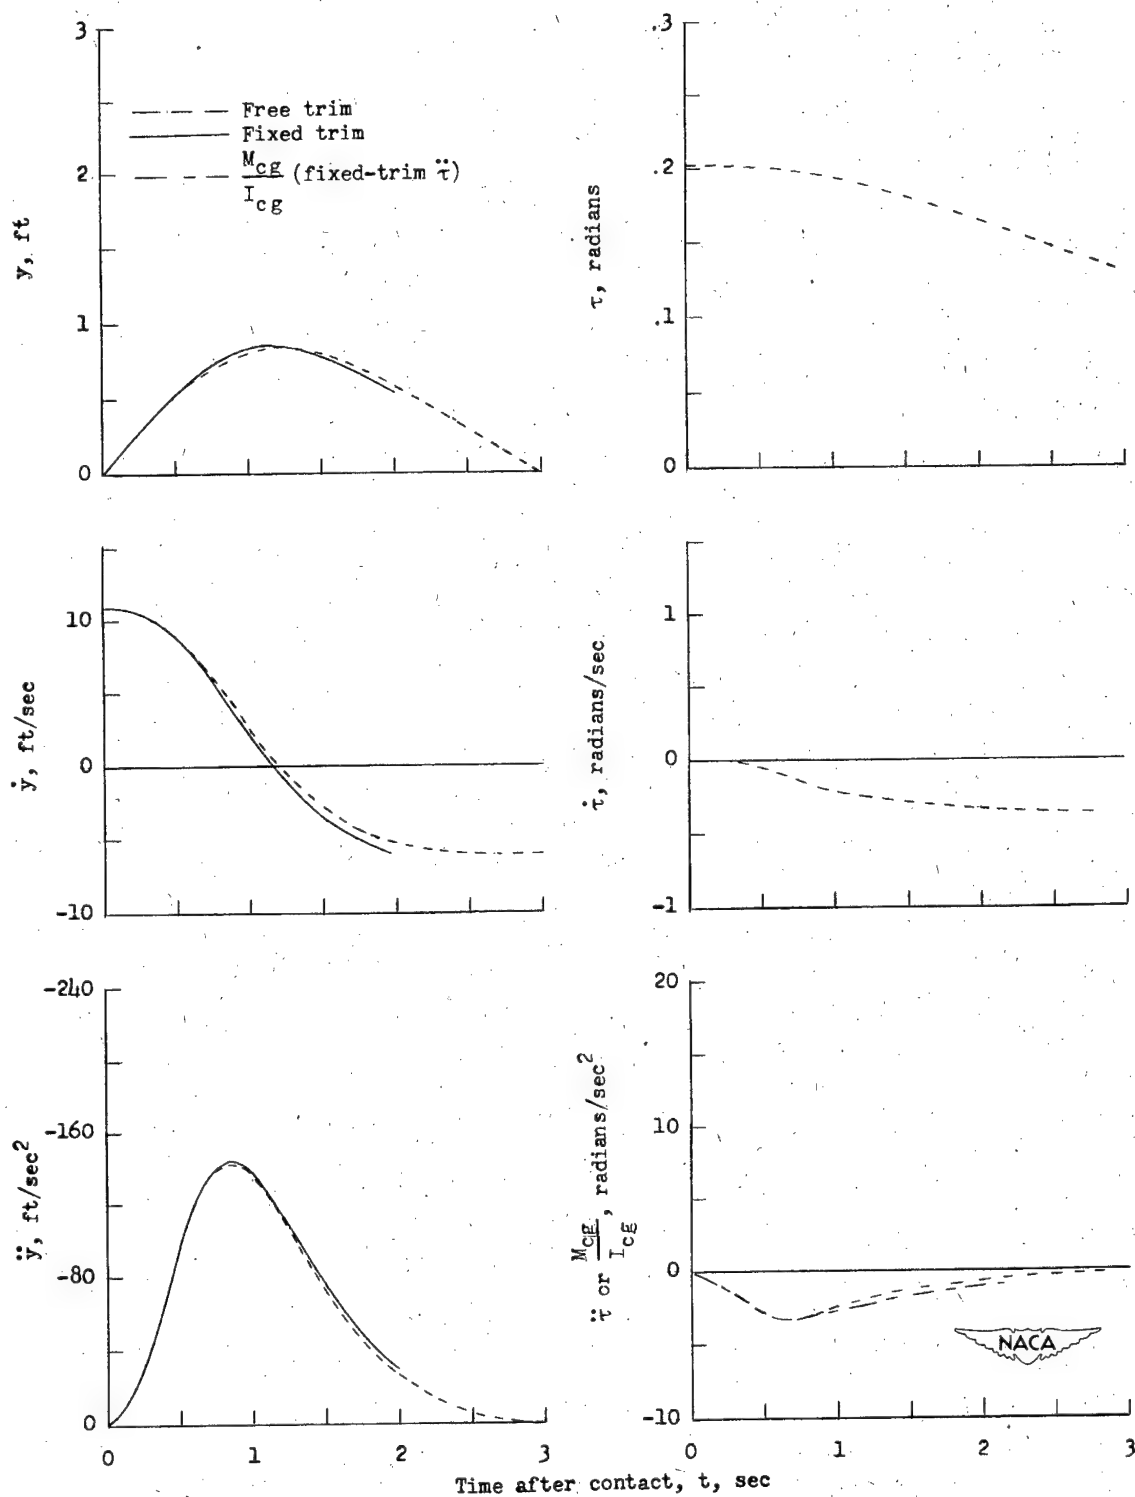 3
2
1
0
y, ft
Free trim
Fixed trim
Mcg
Icg
(fixed-trim τ̈)
.3
.2
.1
0
τ, radians
10
0
-10
ẏ, ft/sec
1
0
-1
τ̇, radians/sec
-240
-160
-80
0
ÿ, ft/sec²
0 1 2 3
20
10
0
-10
τ̈ or Mcg/Icg, radians/sec²
NACA
0 1 2 3
Time after contact, t, sec